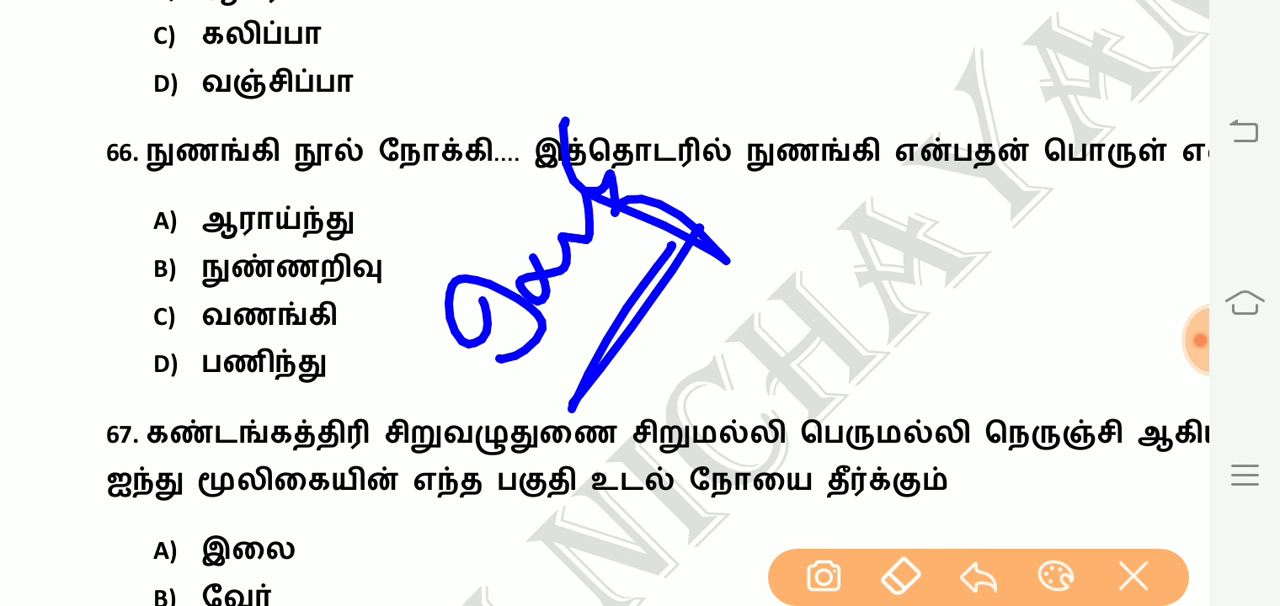 C) கலிப்பா
D) வஞ்சிப்பா
66. நுணங்கி நூல் நோக்கி.... இத்தொடரில் நுணங்கி என்பதன் பொருள்
A) ஆராய்ந்து
B) நுண்ணறிவு
C) வணங்கி
D) பணிந்து
67. கண்டங்கத்திரி சிறுவழுதுணை சிறுமல்லி பெருமல்லி நெருஞ்சி
ஐந்து மூலிகையின் எந்த பகுதி உடல் நோயை தீர்க்கும்
A) இலை
B) வேர்